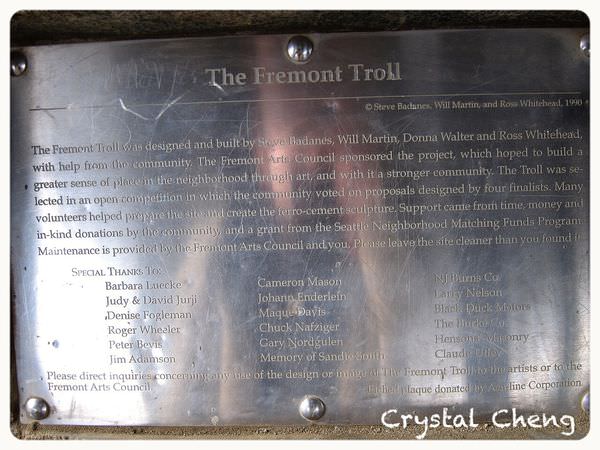 The Fremont Troll
© Steve Badanes, Will Martin, and Ross Whitehead, 1990
The Fremont Troll was designed and built by Steve Badanes, Will Martin, Donna Walter and Ross Whitehead,
with help from the community. The Fremont Arts Council sponsored the project, which hoped to build a
greater sense of place in the neighborhood through art, and with it a stronger community. The Troll was se-
lected in an open competition in which the community voted on proposals designed by four finalists. Many
volunteers helped prepare the site and create the ferro-cement sculpture. Support came from time, money and
in-kind donations by the community, and a grant from the Seattle Neighborhood Matching Funds Program.
Maintenance is provided by the Fremont Arts Council and you. Please leave the site cleaner than you found it
Special Thanks To:
Barbara Luecke Cameron Mason NJ Burns Co.
Judy & David Jurji Johann Enderlein Larry Nelson
Denise Fogleman Maque Davis Black Duck Motors
Roger Wheeler Chuck Nafziger The Burke Co.
Peter Bevis Gary Nordgulen Hensons Masonry
Jim Adamson Memory of Sandie South Claude Utley
Please direct inquiries concerning any use of the design or image of The Fremont Troll to the artists or to the
Fremont Arts Council. Etched plaque donated by Corporation
Crystal Cheng